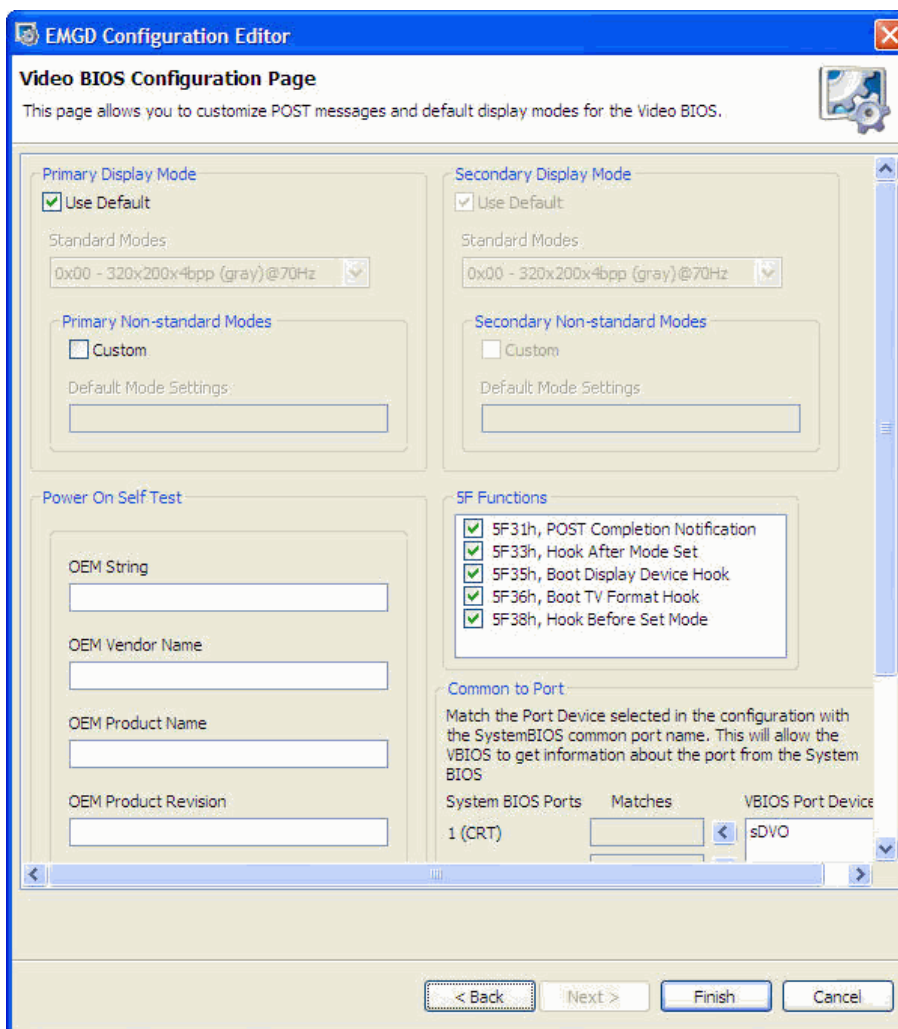 EMGD Configuration Editor
Video BIOS Configuration Page
This page allows you to customize POST messages and default display modes for the Video BIOS.
Primary Display Mode
Use Default
Standard Modes
0x00 - 320x200x4bpp (gray)@70Hz
Primary Non-standard Modes
Custom
Default Mode Settings
Secondary Display Mode
Use Default
Standard Modes
0x00 - 320x200x4bpp (gray)@70Hz
Secondary Non-standard Modes
Custom
Default Mode Settings
Power On Self Test
OEM String
OEM Vendor Name
OEM Product Name
OEM Product Revision
5F Functions
5F31h, POST Completion Notification
5F33h, Hook After Mode Set
5F35h, Boot Display Device Hook
5F36h, Boot TV Format Hook
5F38h, Hook Before Set Mode
Common to Port
Match the Port Device selected in the configuration with
the SystemBIOS common port name. This will allow the
VBIOS to get information about the port from the System
BIOS
System BIOS Ports Matches VBIOS Port Device
1 (CRT) < sDVO
< Back Next > Finish Cancel